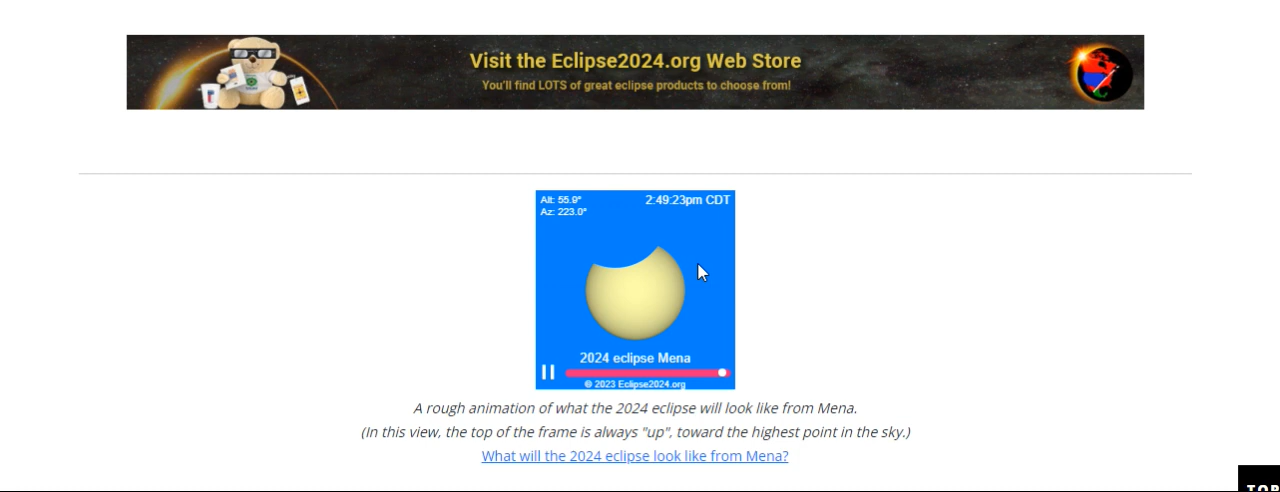 Visit the Eclipse2024.org Web Store
You'll find LOTS of great eclipse products to choose from!
Alt: 55.9° 2:49:23pm CDT
Az: 223.0°
2024 eclipse Mena
© 2023 Eclipse2024.org
A rough animation of what the 2024 eclipse will look like from Mena.
(In this view, the top of the frame is always "up", toward the highest point in the sky.)
What will the 2024 eclipse look like from Mena?
TOP